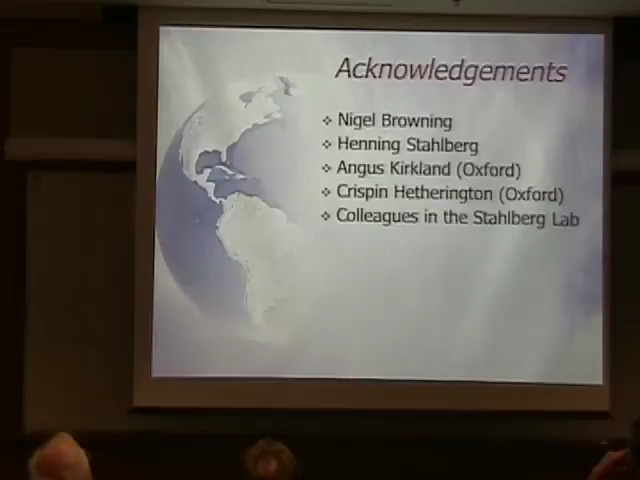 Acknowledgements
❖ Nigel Browning
❖ Henning Stahlberg
❖ Angus Kirkland (Oxford)
❖ Crispin Hetherington (Oxford)
❖ Colleagues in the Stahlberg Lab